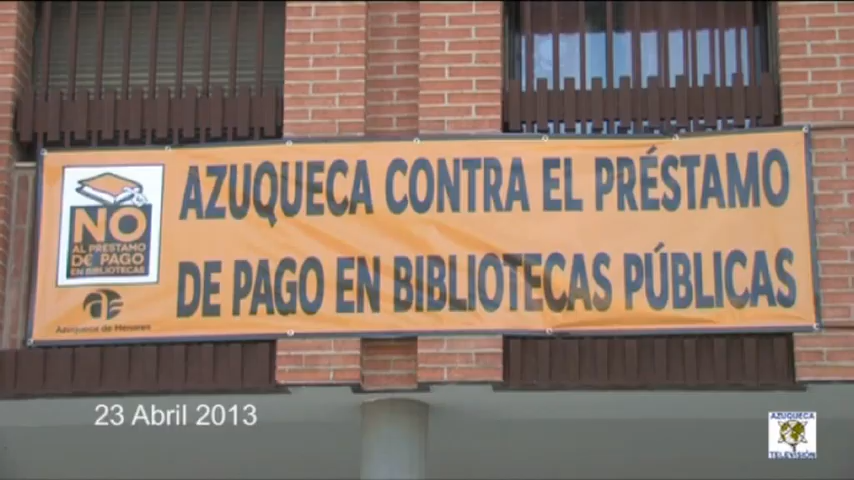 AZUQUECA CONTRA EL PRÉSTAMO
DE PAGO EN BIBLIOTECAS PÚBLICAS
NO
AL PRÉSTAMO
DE PAGO
EN BIBLIOTECAS
Azuqueca de Henares
23 Abril 2013
AZUQUECA
TELEVISIÓN